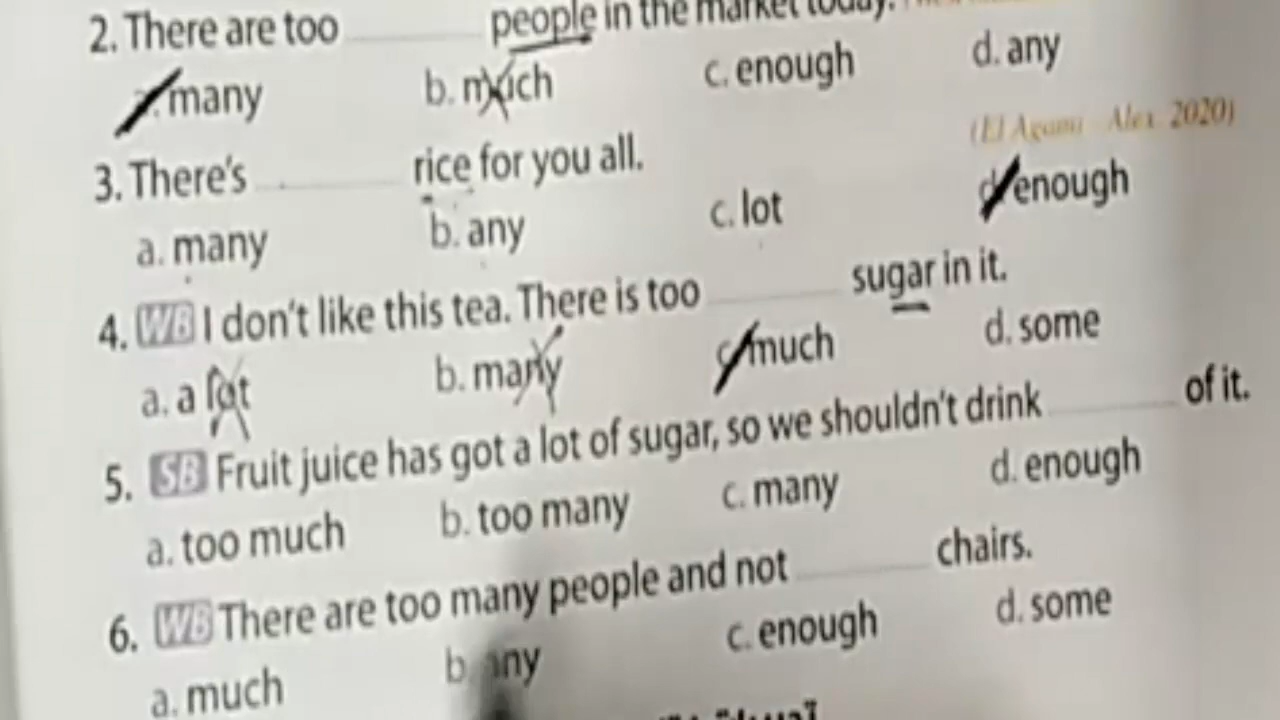 2. There are too people in the market today.
a. many b. much c. enough d. any
(El Agami - Alex. 2020)
3. There's rice for you all.
a. many b. any c. lot d. enough
4. WB I don't like this tea. There is too sugar in it.
a. a lot b. many c. much d. some
5. SB Fruit juice has got a lot of sugar, so we shouldn't drink of it.
a. too much b. too many c. many d. enough
6. WB There are too many people and not chairs.
a. much b. any c. enough d. some